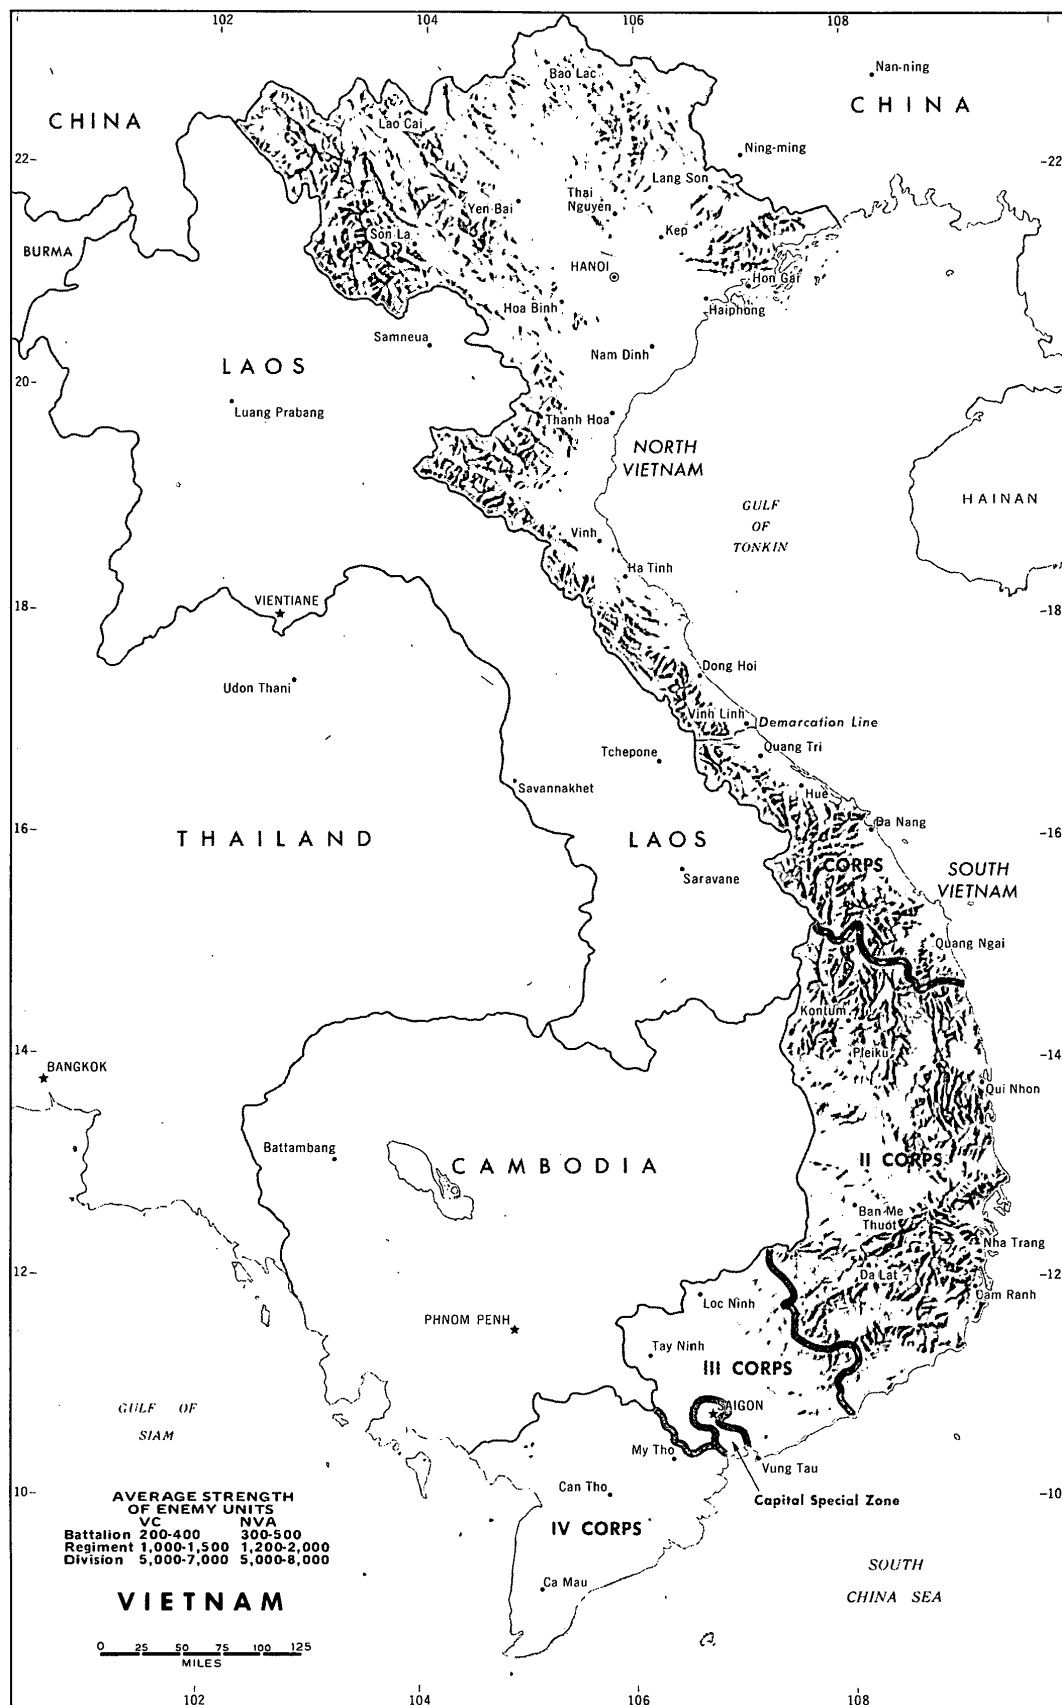 102 104 106 108
Nan-ning
Bao Lac
CHINA
CHINA
Lao Cai
Ning-ming
22- -22
Lang Son
Thai
Nguyen
Yen Bai
Kep
Son La
BURMA
HANOI
Hon Gai
Hoa Binh
Haiphong
Samneua
Nam Dinh
LAOS
20-
Luang Prabang
Thanh Hoa
NORTH
VIETNAM
HAINAN
GULF
OF
TONKIN
Vinh
Ha Tinh
VIENTIANE
18- -18
Dong Hoi
Udon Thani
Vinh Linh
Demarcation Line
Quang Tri
Tchepone
Savannakhet
Hue
Da Nang
16- -16
THAILAND
LAOS
I CORPS
SOUTH
VIETNAM
Saravane
Quang Ngai
Kontum
14- -14
Pleiku
BANGKOK
Qui Nhon
Battambang
CAMBODIA
II CORPS
Ban Me
Thuot
Nha Trang
12- -12
Da Lat
Cam Ranh
Loc Ninh
PHNOM PENH
Tay Ninh
III CORPS
GULF OF
SIAM
SAIGON
My Tho
Vung Tau
Can Tho
10- -10
Capital Special Zone
IV CORPS
AVERAGE STRENGTH
OF ENEMY UNITS
VC NVA
Battalion 200-400 300-500
Regiment 1,000-1,500 1,200-2,000
Division 5,000-7,000 5,000-8,000
SOUTH
CHINA SEA
Ca Mau
VIETNAM
0 25 50 75 100 125
MILES
102 104 106 108